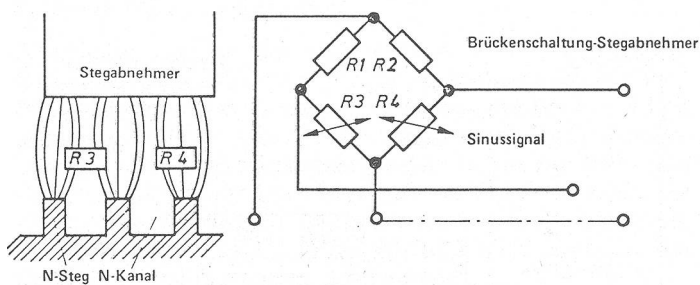 Stegabnehmer
R3
R4
N-Steg N-Kanal
Brückenschaltung-Stegabnehmer
R1 R2
R3 R4
Sinussignal